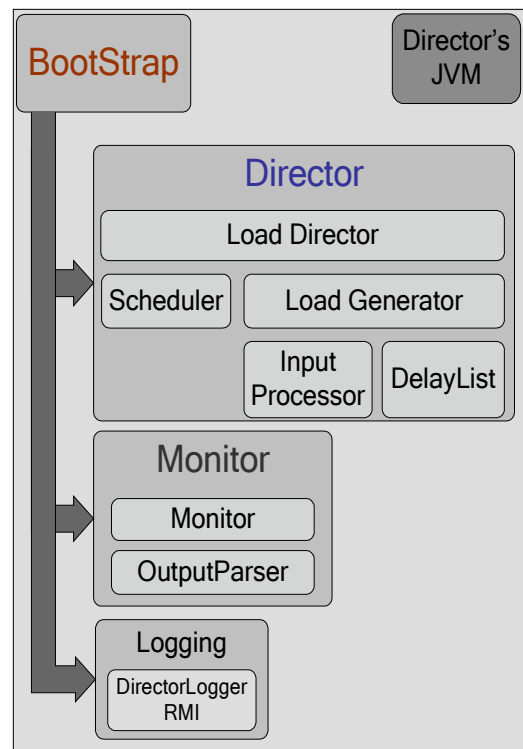 BootStrap
Director's
JVM
Director
Load Director
Scheduler
Load Generator
Input
Processor
DelayList
Monitor
Monitor
OutputParser
Logging
DirectorLogger
RMI